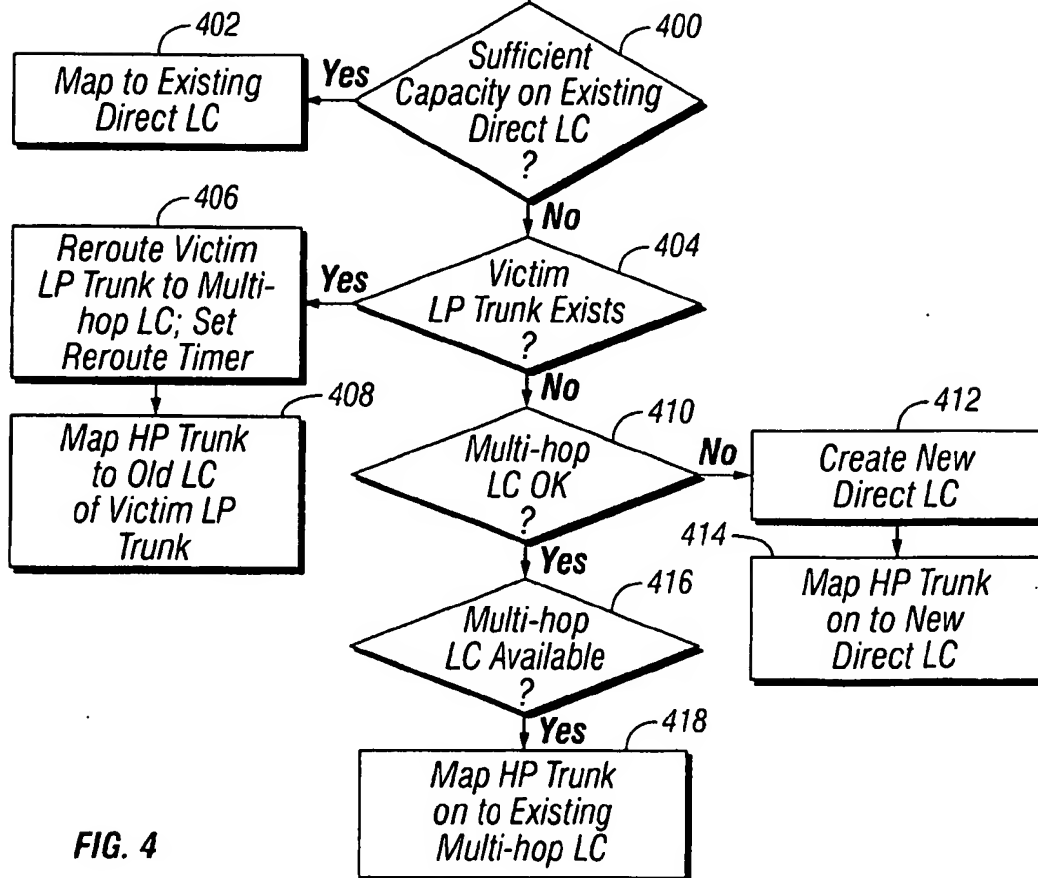 400
Sufficient
Capacity on Existing
Direct LC
?
Yes
402
Map to Existing
Direct LC
No
404
Victim
LP Trunk Exists
?
Yes
406
Reroute Victim
LP Trunk to Multi-
hop LC; Set
Reroute Timer
408
Map HP Trunk
to Old LC
of Victim LP
Trunk
No
410
Multi-hop
LC OK
?
No
412
Create New
Direct LC
414
Map HP Trunk
on to New
Direct LC
Yes
416
Multi-hop
LC Available
?
Yes
418
Map HP Trunk
on to Existing
Multi-hop LC
FIG. 4